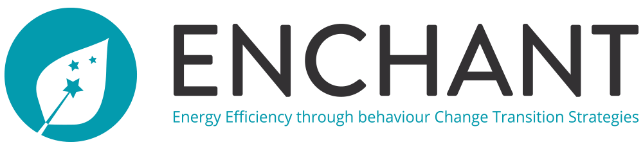 ENCHANT
Energy Efficiency through behaviour Change Transition Strategies